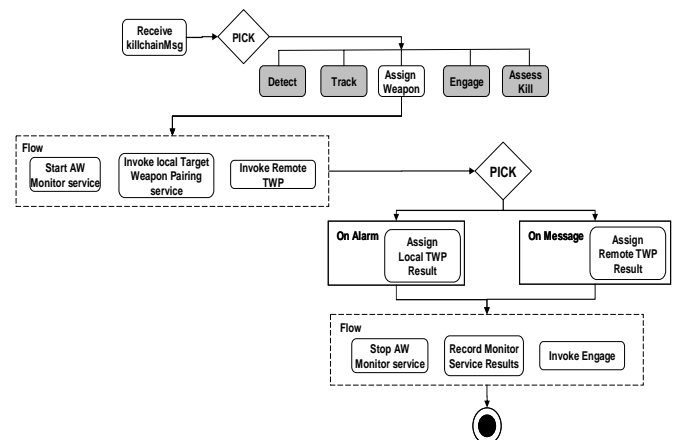 Receive
killchainMsg
PICK
Detect
Track
Assign
Weapon
Engage
Assess
Kill
Flow
Start AW
Monitor service
Invoke local Target
Weapon Pairing
service
Invoke Remote
TWP
PICK
On Alarm
Assign
Local TWP
Result
On Message
Assign
Remote TWP
Result
Flow
Stop AW
Monitor service
Record Monitor
Service Results
Invoke Engage